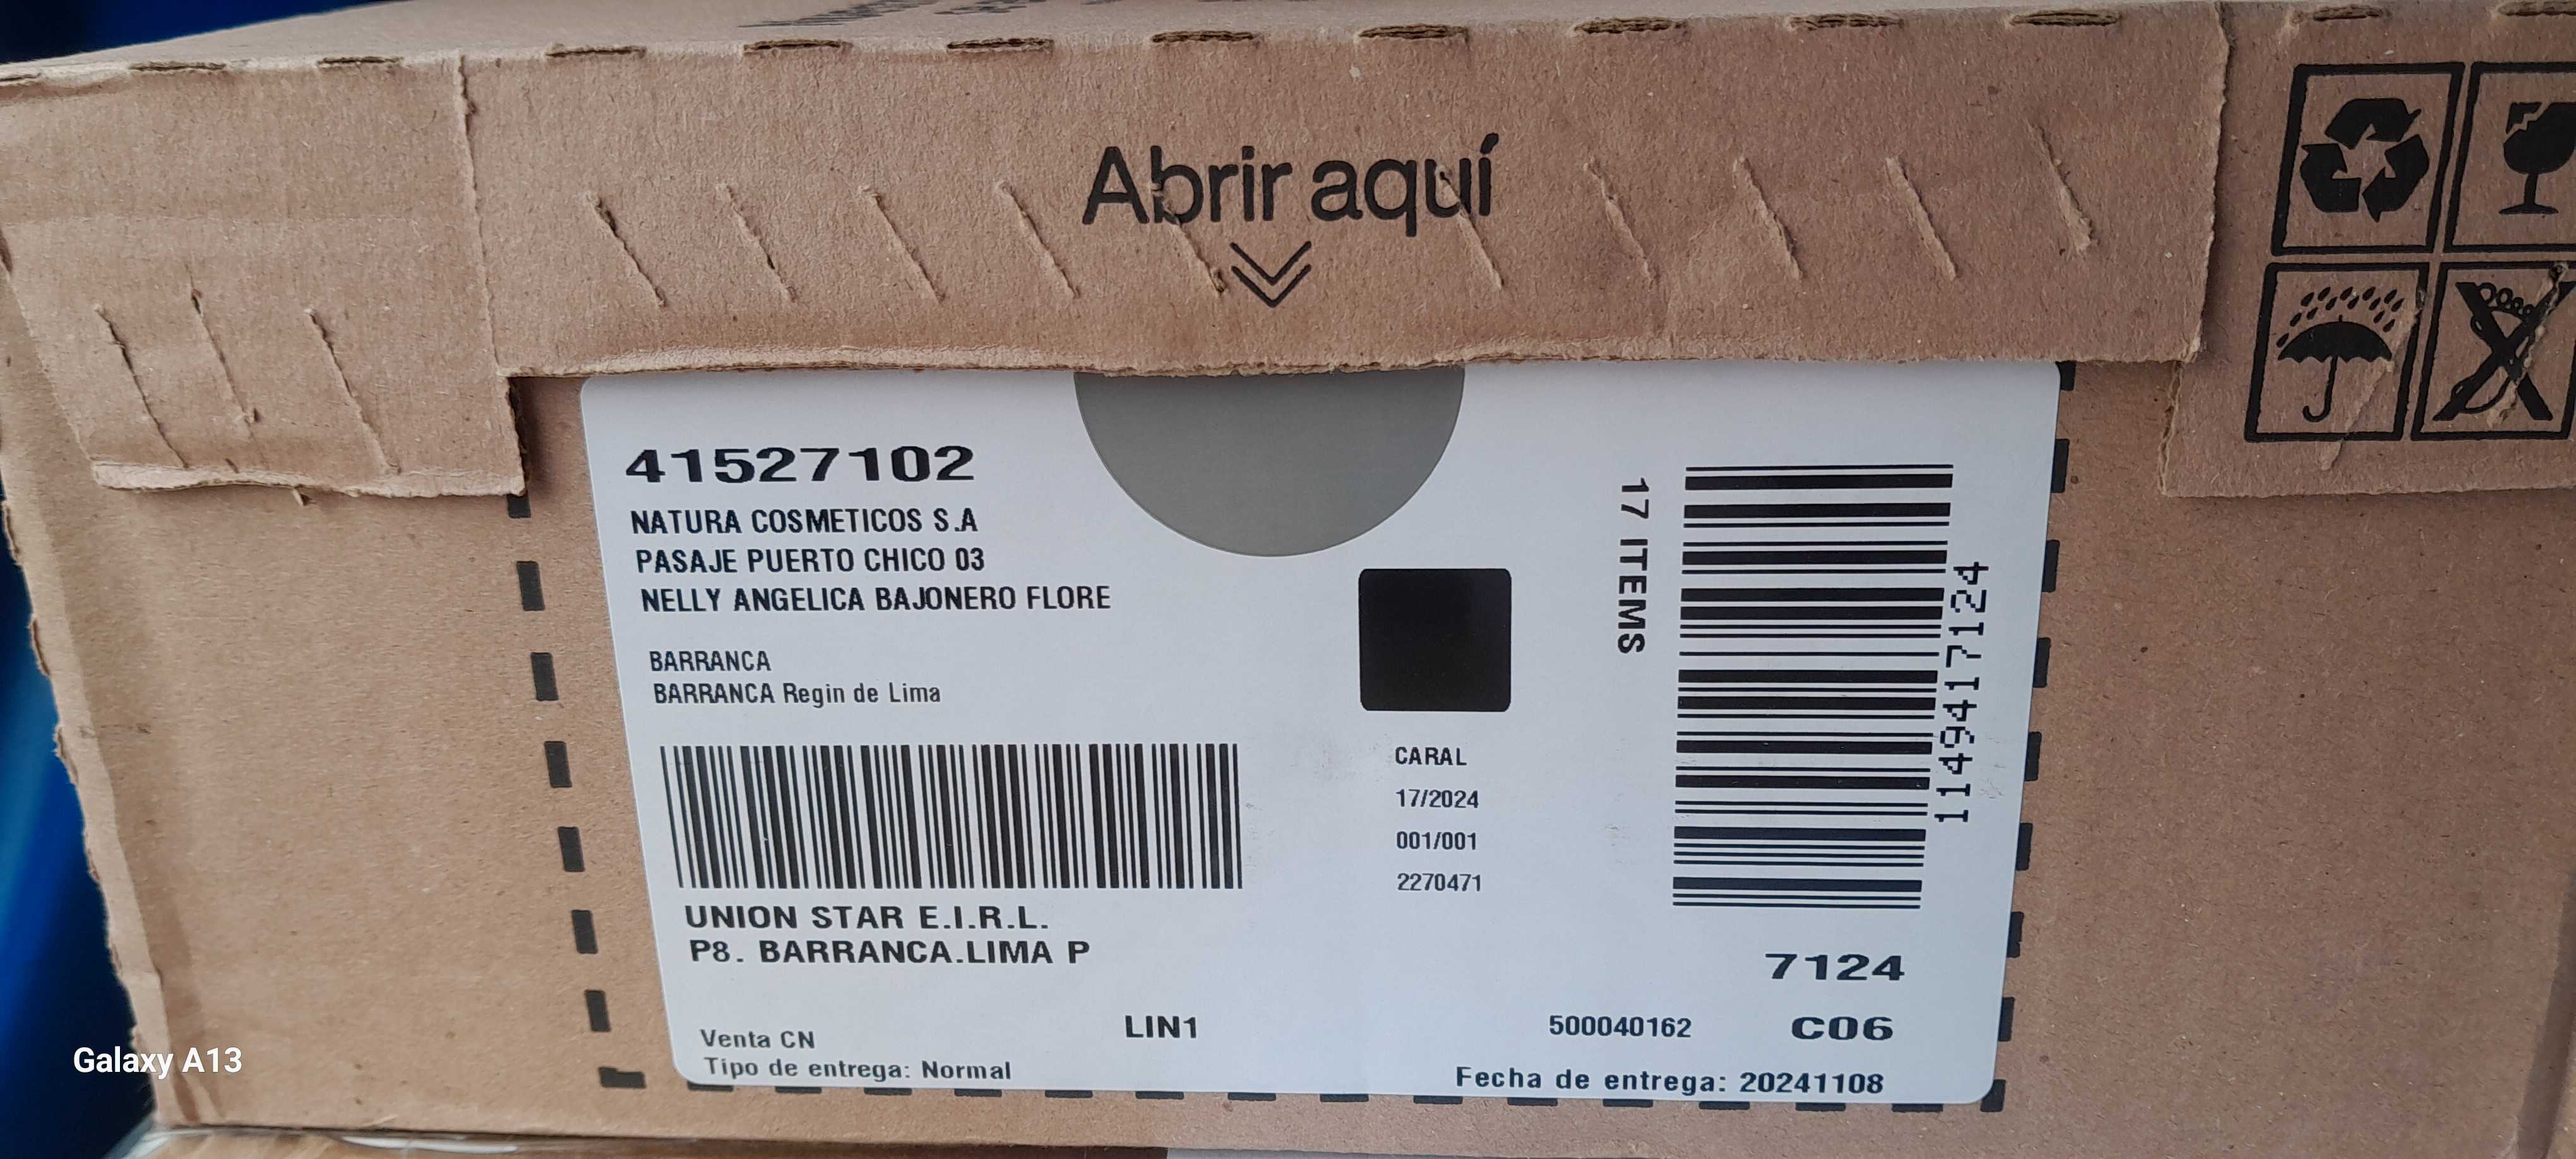 Abrir aquí
41527102
NATURA COSMETICOS S.A
PASAJE PUERTO CHICO 03
NELLY ANGELICA BAJONERO FLORE
BARRANCA
BARRANCA Regin de Lima
17 ITEMS
1149417124
CARAL
17/2024
001/001
2270471
UNION STAR E.I.R.L.
P8. BARRANCA.LIMA P
7124
Venta CN
LIN1
500040162
C06
Tipo de entrega: Normal
Fecha de entrega: 20241108
Galaxy A13